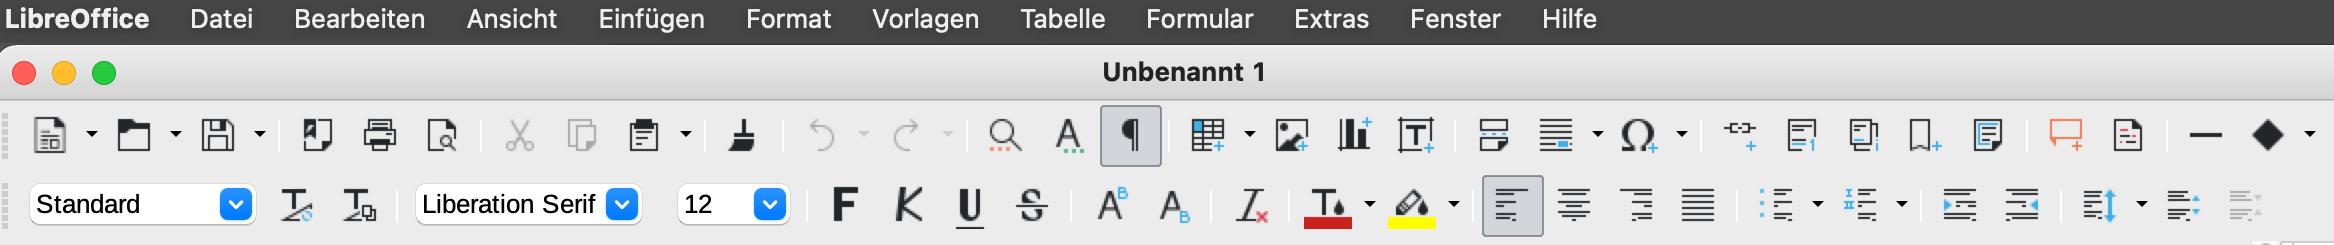 LibreOffice Datei Bearbeiten Ansicht Einfügen Format Vorlagen Tabelle Formular Extras Fenster Hilfe
Unbenannt 1
Standard Liberation Serif 12 F K U S